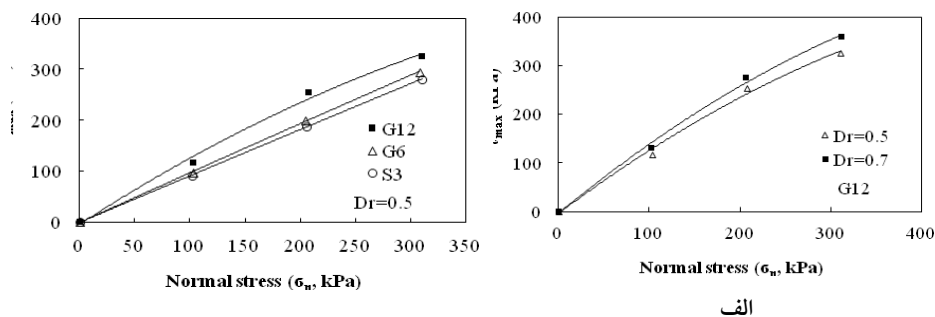 400
300
200
100
0
G12
G6
S3
Dr=0.5
0 50 100 150 200 250 300 350
Normal stress (σn, kPa)
400
300
200
100
0
Dr=0.5
Dr=0.7
G12
0 100 200 300 400
Normal stress (σn, kPa)
الف